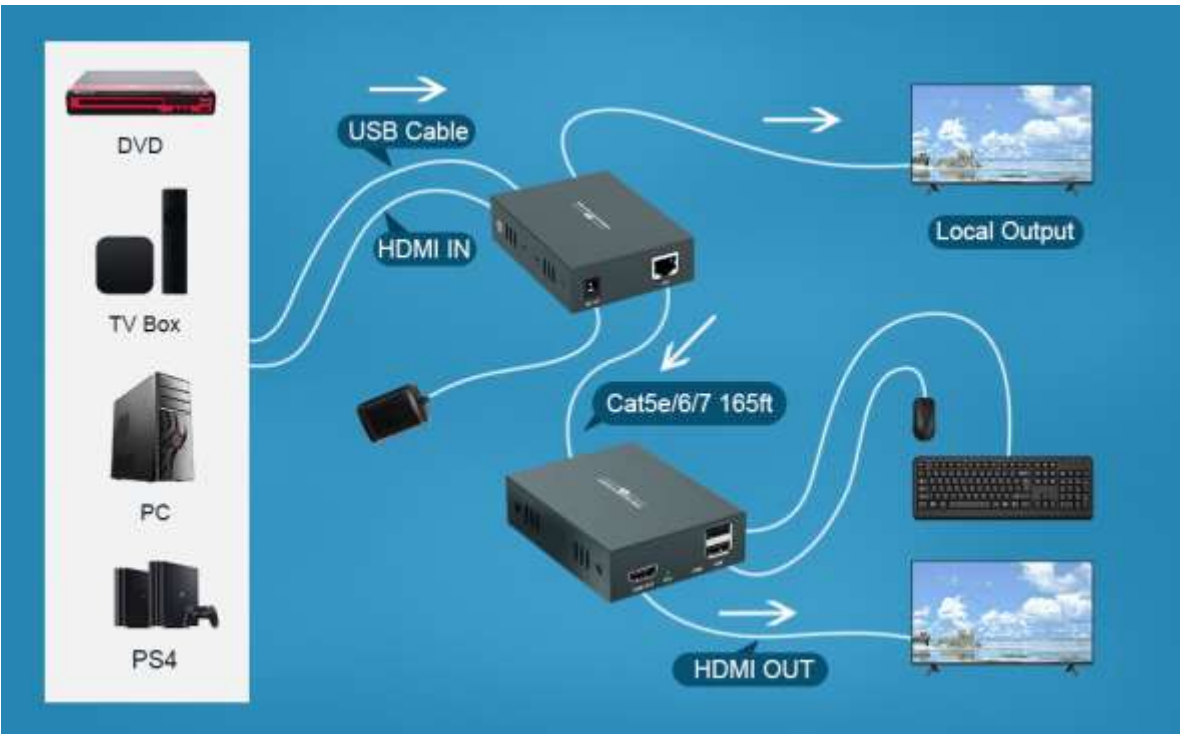 DVD
TV Box
PC
PS4
USB Cable
HDMI IN
Local Output
Cat5e/6/7 165ft
HDMI OUT